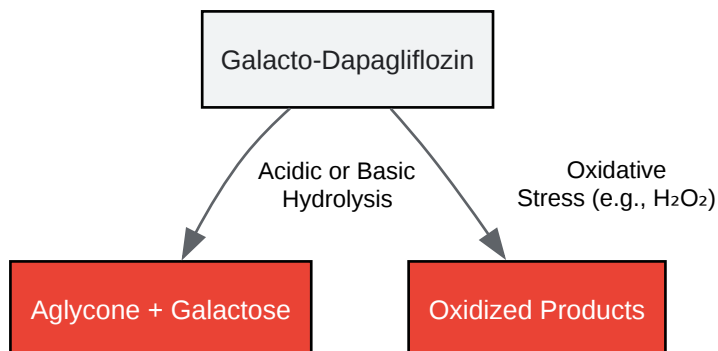 Galacto-Dapagliflozin
Acidic or Basic
Hydrolysis
Oxidative
Stress (e.g., H₂O₂)
Aglycone + Galactose
Oxidized Products